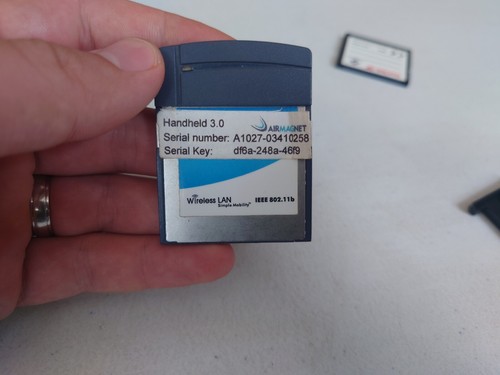 Handheld 3.0
AIRMAGNET
Serial number: A1027-03410258
Serial Key: df6a-248a-46f9
Wireless LAN
Simple Mobility
IEEE 802.11b